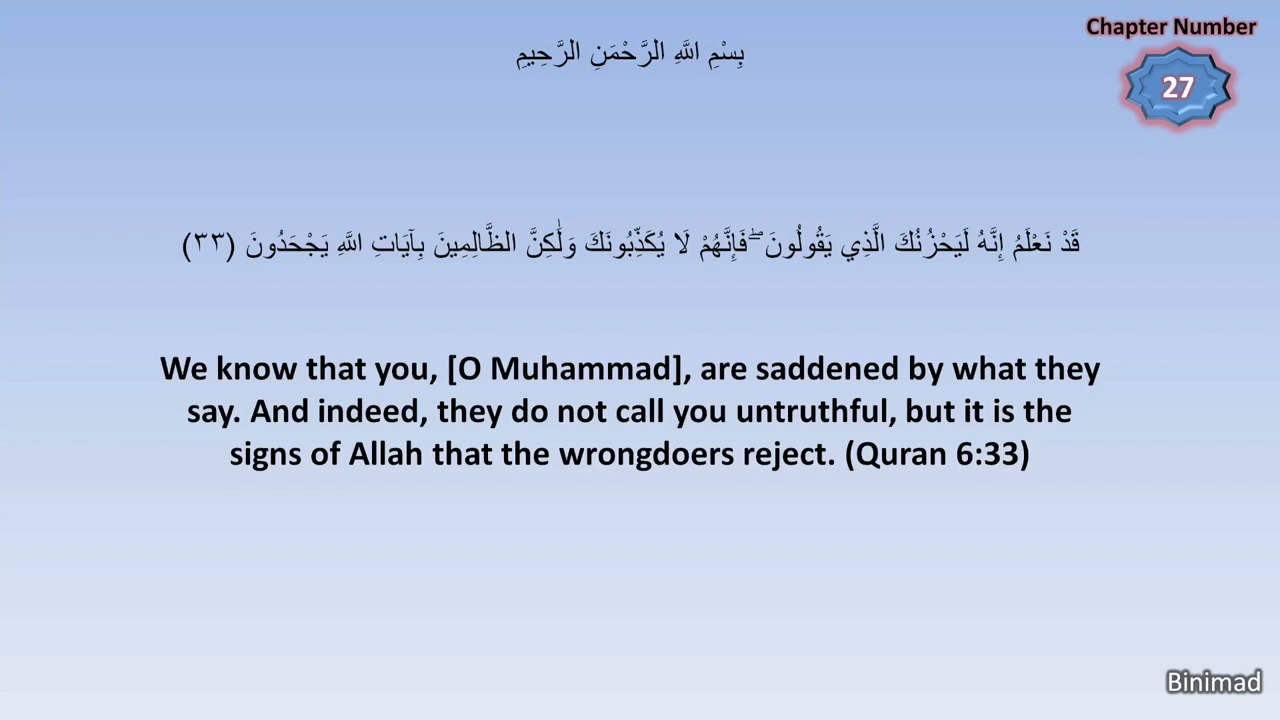 Chapter Number
بِسْمِ اللَّهِ الرَّحْمَنِ الرَّحِيمِ
27
قَدْ نَعْلَمُ إِنَّهُ لَيَحْزُنُكَ الَّذِي يَقُولُونَ ۖ فَإِنَّهُمْ لَا يُكَذِّبُونَكَ وَلَٰكِنَّ الظَّالِمِينَ بِآيَاتِ اللَّهِ يَجْحَدُونَ (٣٣)
We know that you, [O Muhammad], are saddened by what they
say. And indeed, they do not call you untruthful, but it is the
signs of Allah that the wrongdoers reject. (Quran 6:33)
Binimad